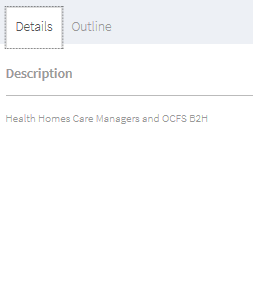 Details Outline
Description
Health Homes Care Managers and OCFS B2H